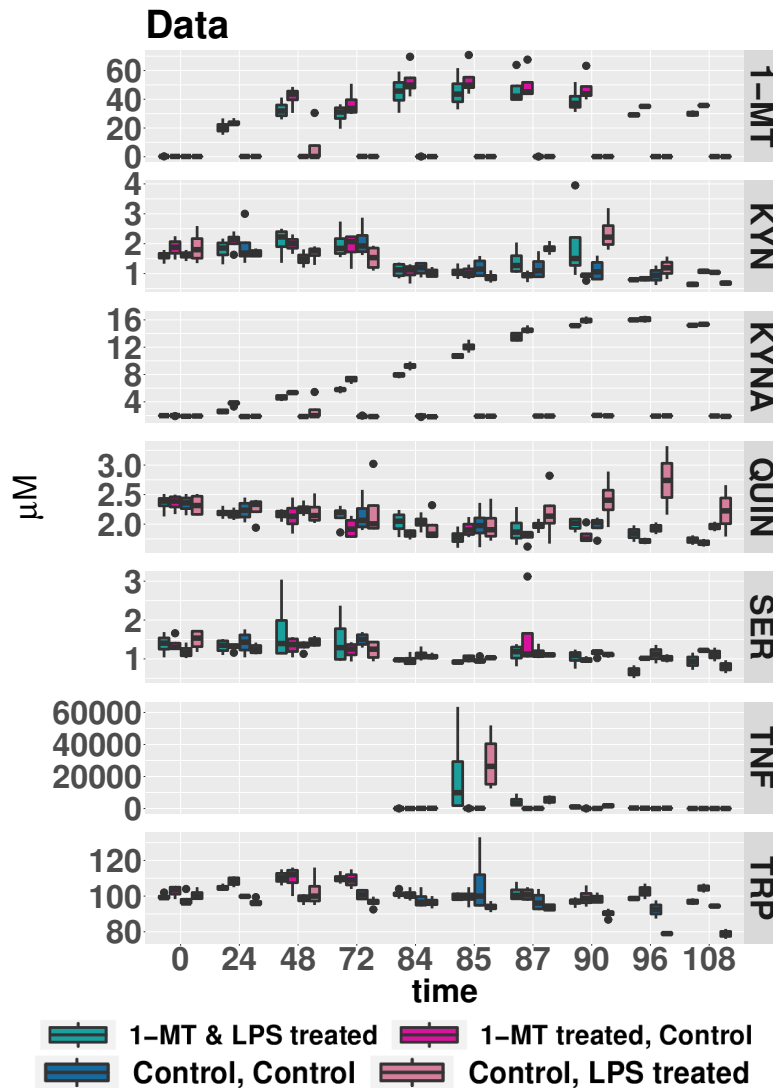 Data
60
40
20
0
1-MT
4
3
2
1
KYN
16
12
8
4
KYNA
3.0
2.5
2.0
QUIN
μM
3
2
1
SER
60000
40000
20000
0
TNF
120
100
80
TRP
0 24 48 72 84 85 87 90 96 108
time
1-MT & LPS treated 1-MT treated, Control
Control, Control Control, LPS treated